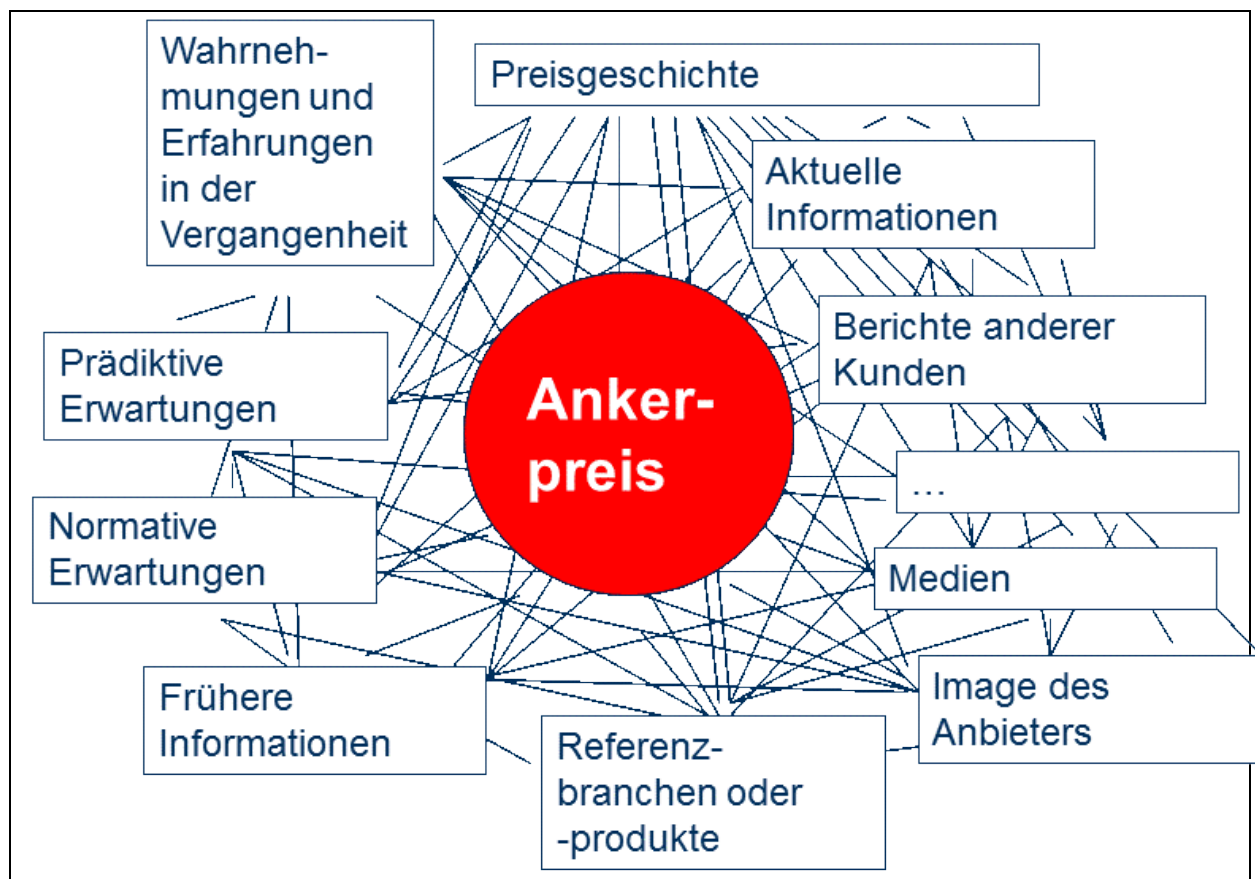 Wahrneh-
mungen und
Erfahrungen
in der
Vergangenheit
Preisgeschichte
Aktuelle
Informationen
Berichte anderer
Kunden
...
Medien
Image des
Anbieters
Referenz-
branchen oder
-produkte
Frühere
Informationen
Normative
Erwartungen
Prädiktive
Erwartungen
Anker-
preis